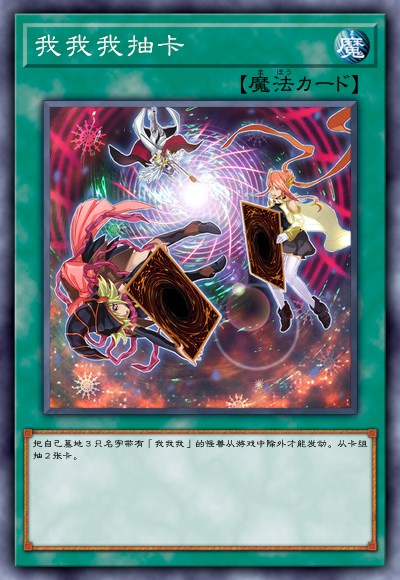 我我我抽卡
魔
【魔法カード】
まほう
把自己墓地３只名字带有「我我我」的怪兽从游戏中除外才能发动。从卡组
抽２张卡。